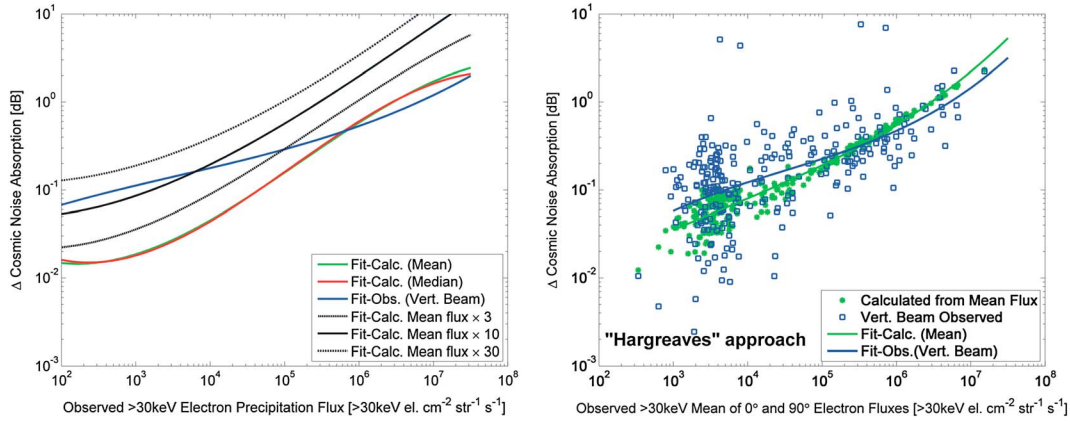 Δ Cosmic Noise Absorption [dB]
10¹
10⁰
10⁻¹
10⁻²
10⁻³
10² 10³ 10⁴ 10⁵ 10⁶ 10⁷ 10⁸
Observed >30keV Electron Precipitation Flux [>30keV el. cm⁻² str⁻¹ s⁻¹]
Fit-Calc. (Mean)
Fit-Calc. (Median)
Fit-Obs. (Vert. Beam)
Fit-Calc. Mean flux × 3
Fit-Calc. Mean flux × 10
Fit-Calc. Mean flux × 30
Δ Cosmic Noise Absorption [dB]
10¹
10⁰
10⁻¹
10⁻²
10⁻³
10² 10³ 10⁴ 10⁵ 10⁶ 10⁷ 10⁸
Observed >30keV Mean of 0° and 90° Electron Fluxes [>30keV el. cm⁻² str⁻¹ s⁻¹]
"Hargreaves" approach
Calculated from Mean Flux
Vert. Beam Observed
Fit-Calc. (Mean)
Fit-Obs.(Vert. Beam)